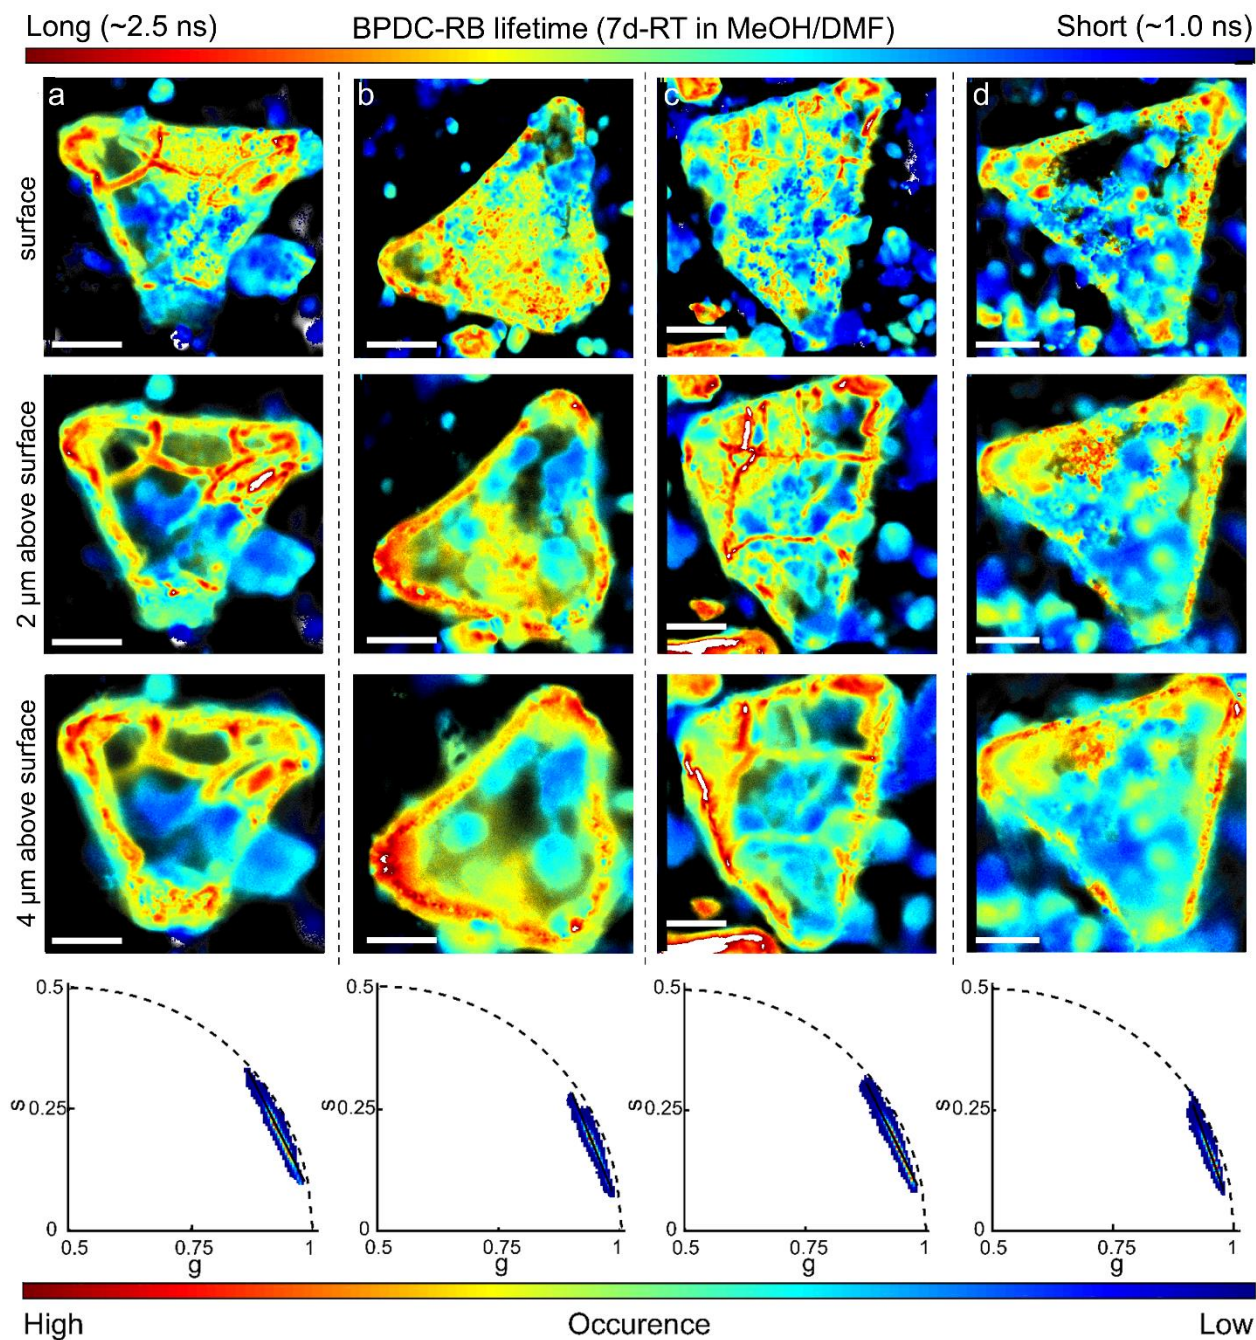 Long (~2.5 ns) BPDC-RB lifetime (7d-RT in MeOH/DMF) Short (~1.0 ns)
a b c d
surface
2 µm above surface
4 µm above surface
0.5 0.5 0.5 0.5
s 0.25 s 0.25 s 0.25 s 0.25
0 0 0 0
0.5 0.75 1 0.5 0.75 1 0.5 0.75 1 0.5 0.75 1
g g g g
High Occurence Low